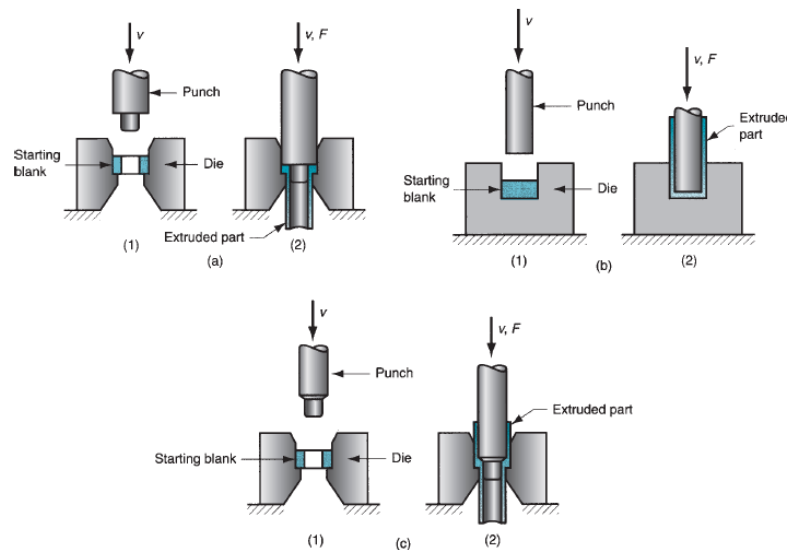 v
v, F
Punch
Starting
blank
Die
Extruded part
(1)
(2)
(a)
v
v, F
Punch
Extruded
part
Starting
blank
Die
(1)
(2)
(b)
v
v, F
Punch
Extruded part
Starting blank
Die
(1)
(2)
(c)